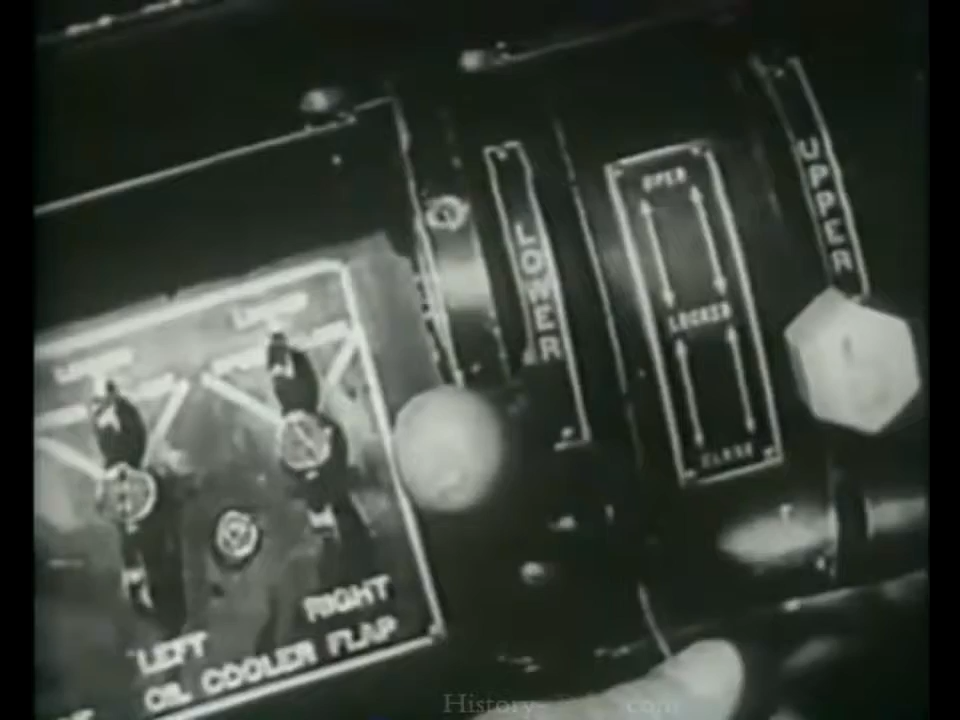 LOWER
OPEN
LOCKED
CLOSE
UPPER
LEFT
RIGHT
OIL COOLER FLAP